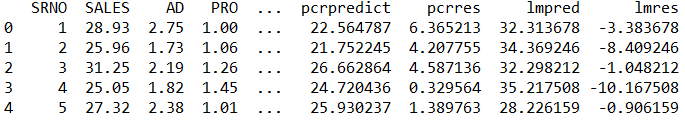 SRNO SALES AD PRO ... pcrpredict pcrres lmpred lmres
0 1 28.93 2.75 1.00 ... 22.564787 6.365213 32.313678 -3.383678
1 2 25.96 1.73 1.06 ... 21.752245 4.207755 34.369246 -8.409246
2 3 31.25 2.19 1.26 ... 26.662864 4.587136 32.298212 -1.048212
3 4 25.05 1.82 1.45 ... 24.720436 0.329564 35.217508 -10.167508
4 5 27.32 2.38 1.01 ... 25.930237 1.389763 28.226159 -0.906159